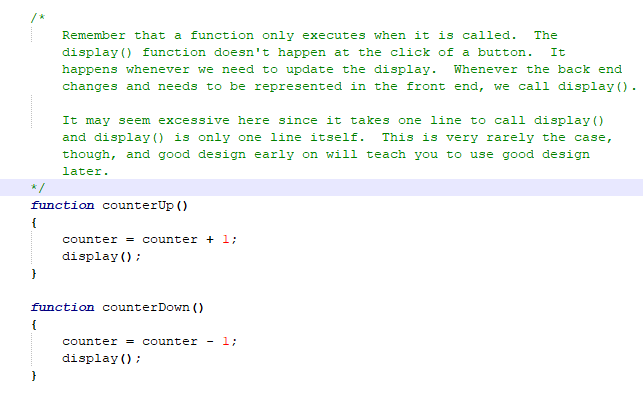 /*
Remember that a function only executes when it is called.  The
display() function doesn't happen at the click of a button.  It
happens whenever we need to update the display.  Whenever the back end
changes and needs to be represented in the front end, we call display().
It may seem excessive here since it takes one line to call display()
and display() is only one line itself.  This is very rarely the case,
though, and good design early on will teach you to use good design
later.
*/
function counterUp()
{
counter = counter + 1;
display();
}
function counterDown()
{
counter = counter - 1;
display();
}